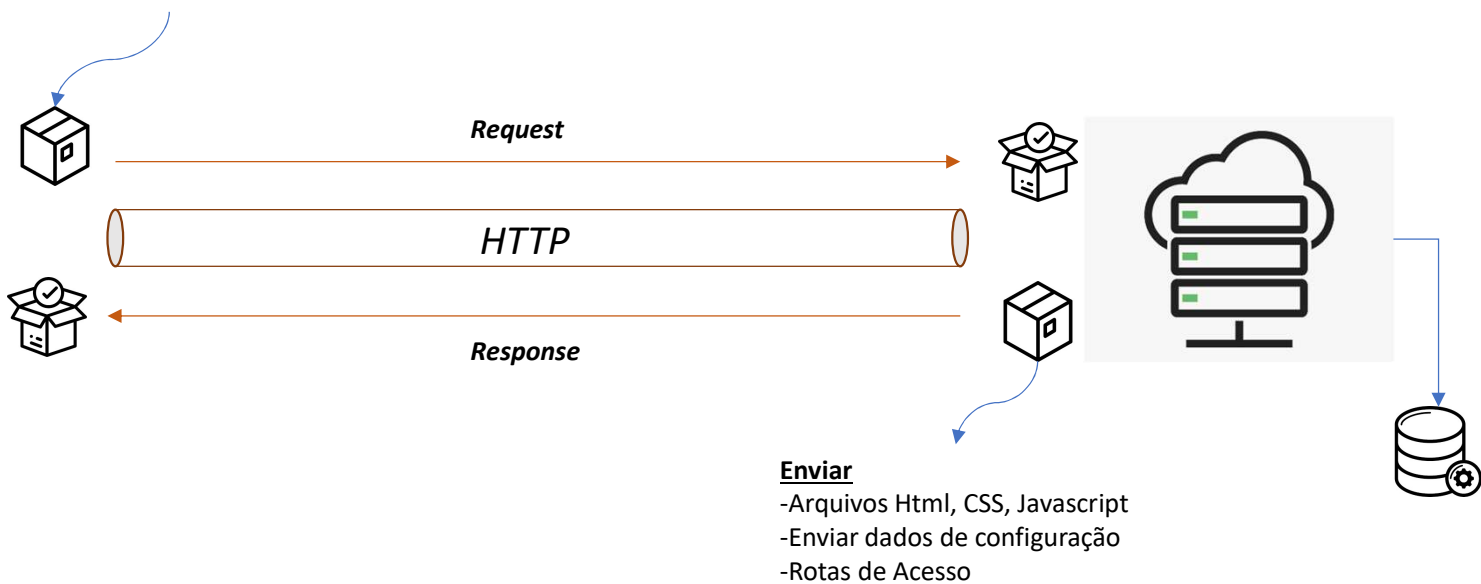 Request
HTTP
Response
Enviar
-Arquivos Html, CSS, Javascript
-Enviar dados de configuração
-Rotas de Acesso